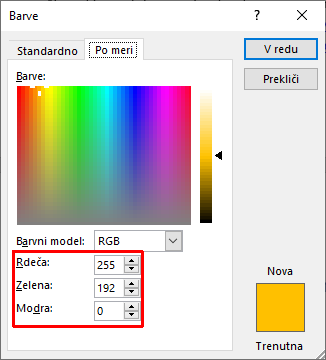 Barve
? ×
Standardno
Po meri
V redu
Prekliči
Barve:
Barvni model: RGB
Rdeča: 255
Zelena: 192
Modra: 0
Nova
Trenutna